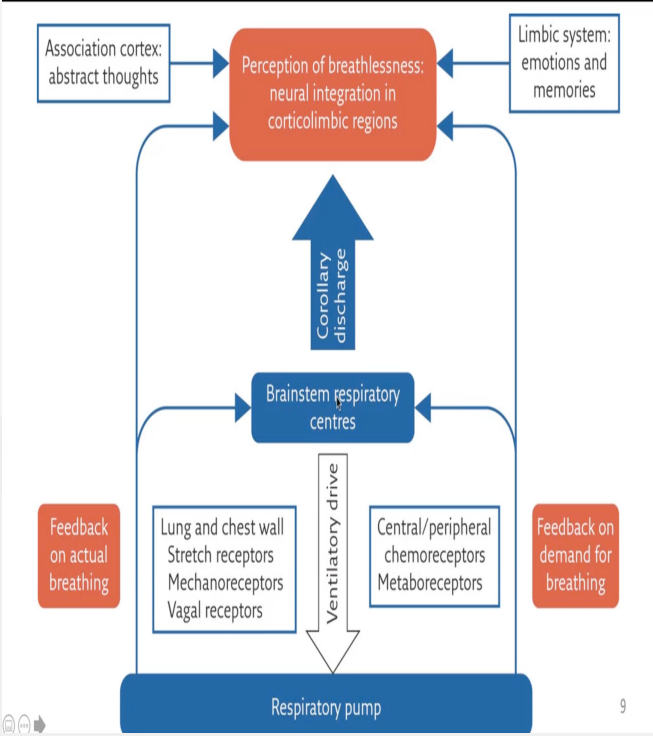 Association cortex:
abstract thoughts
Perception of breathlessness:
neural integration in
corticolimbic regions
Limbic system:
emotions and
memories
Corollary
discharge
Brainstem respiratory
centres
Feedback
on actual
breathing
Lung and chest wall
Stretch receptors
Mechanoreceptors
Vagal receptors
Ventilatory drive
Central/peripheral
chemoreceptors
Metaboreceptors
Feedback on
demand for
breathing
Respiratory pump
9